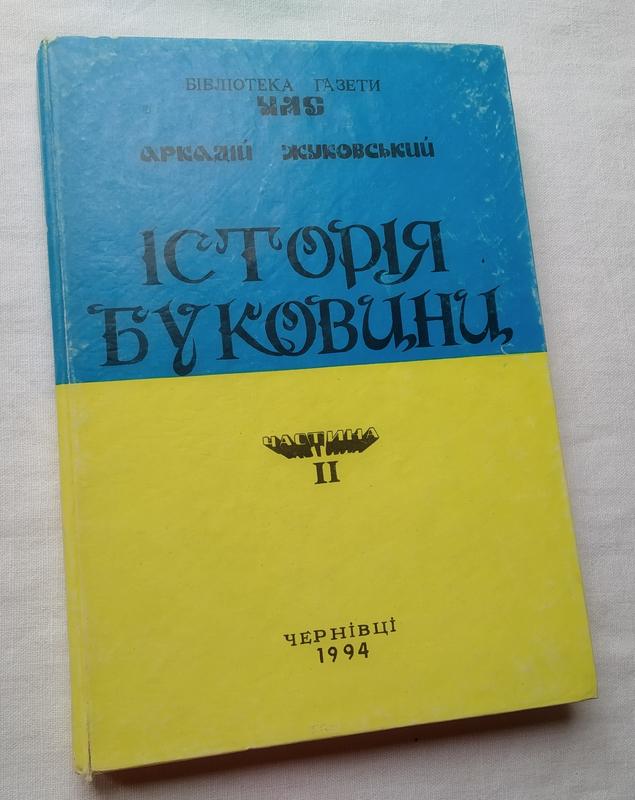 БІБЛІОТЕКА ГАЗЕТИ
ЧАС
АРКАДІЙ ЖУКОВСЬКИЙ
ІСТОРІЯ
БУКОВИНИ
ЧАСТИНА
II
ЧЕРНІВЦІ
1994